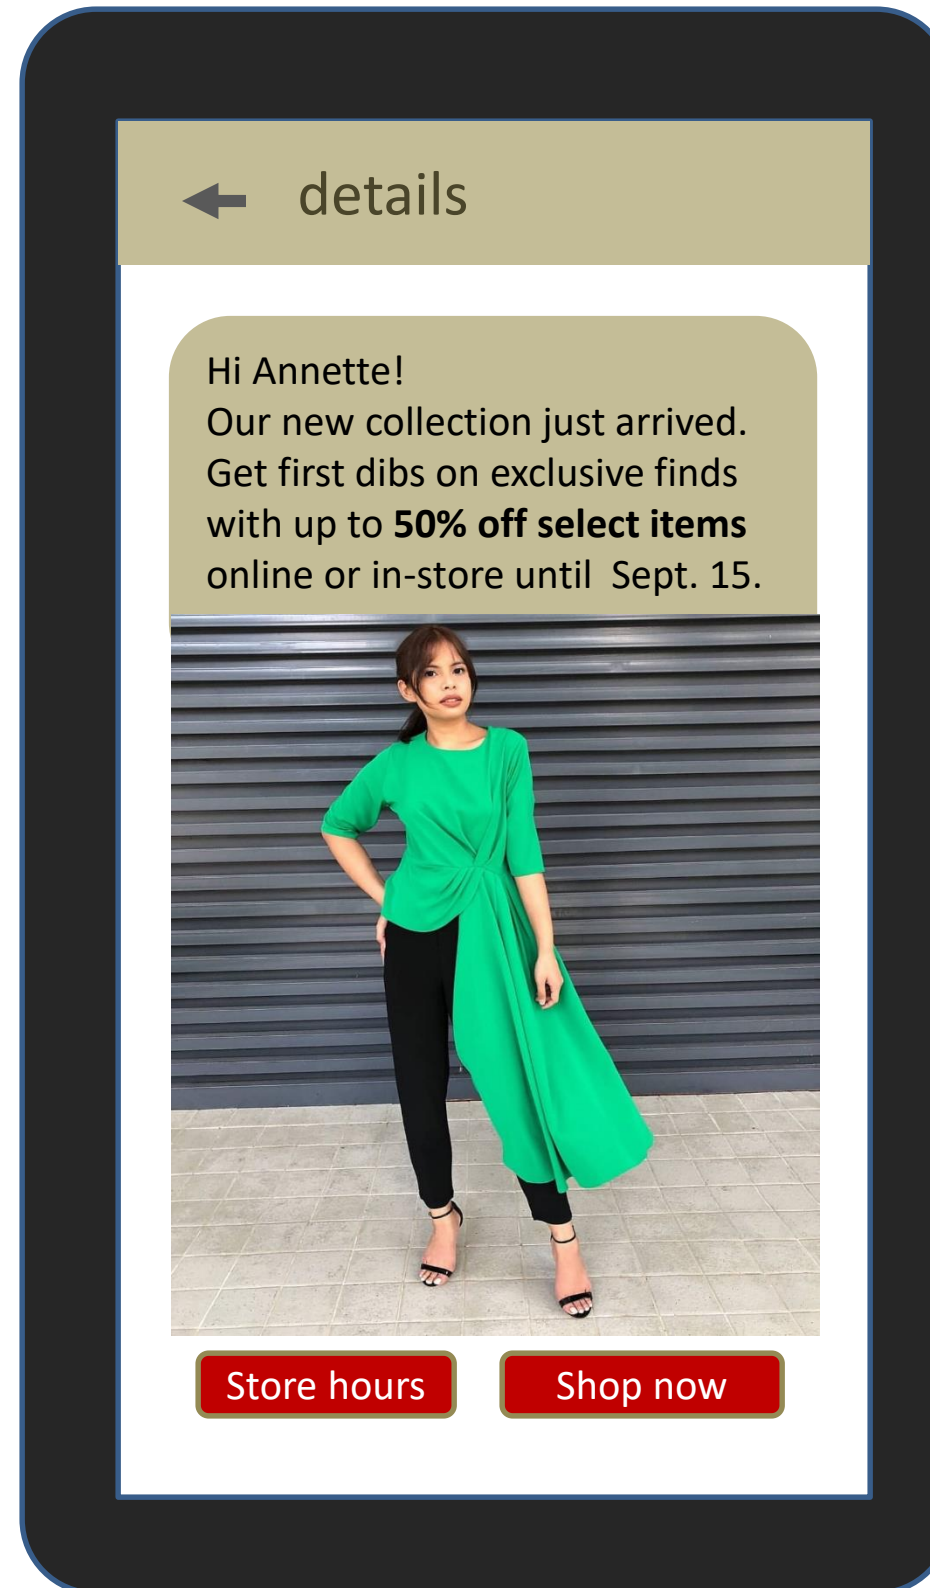 details
Hi Annette!
Our new collection just arrived.
Get first dibs on exclusive finds
with up to 50% off select items
online or in-store until  Sept. 15.
Store hours
Shop now